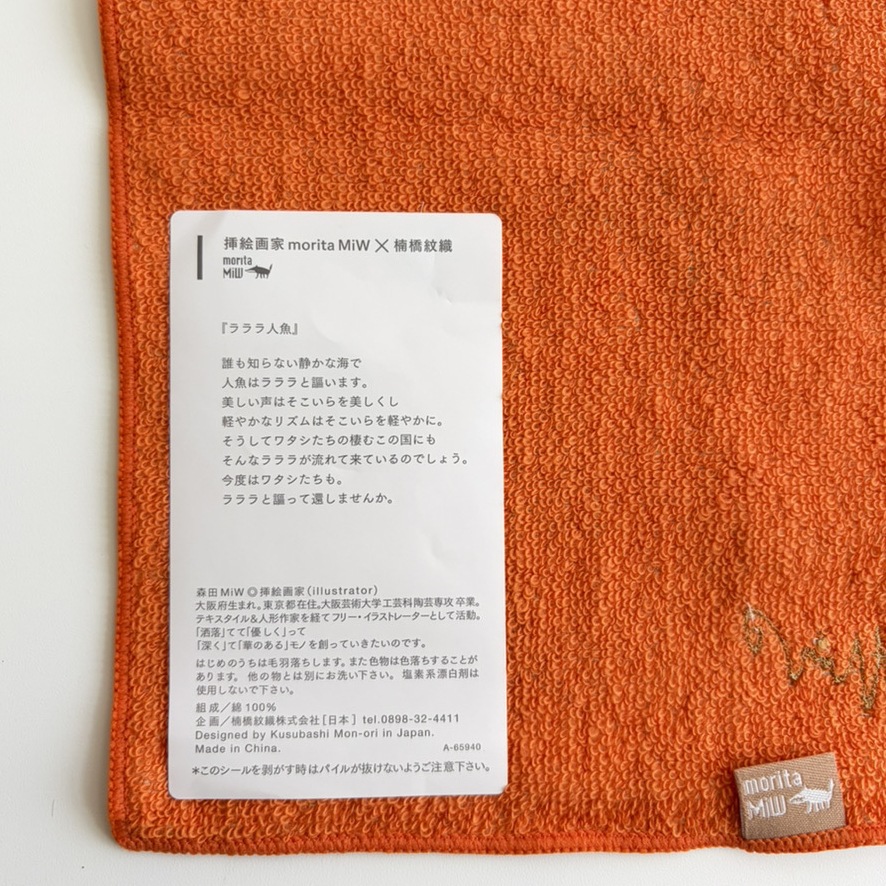 挿絵画家 morita MiW × 楠橋紋織
morita
MiW
『ラララ人魚』
誰も知らない静かな海で
人魚はラララと謳います。
美しい声はそこいらを美しくし
軽やかなリズムはそこいらを軽やかに。
そうしてワタシたちの棲むこの国にも
そんなラララが流れて来ているのでしょう。
今度はワタシたちも。
ラララと謳って還しませんか。
森田MiW◎挿絵画家(illustrator)
大阪府生まれ。東京都在住。大阪芸術大学工芸科陶芸専攻卒業。
テキスタイル&人形作家を経てフリー・イラストレーターとして活動。
「洒落」てて「優しく」って
「深く」て「華のある」モノを創っていきたいのです。
はじめのうちは毛羽落ちします。また色物は色落ちすることが
あります。他の物とは別にお洗い下さい。塩素系漂白剤は
使用しないで下さい。
組成/綿100%
企画/楠橋紋織株式会社[日本] tel.0898-32-4411
Designed by Kusubashi Mon-ori in Japan.
Made in China. A-65940
*このシールを剥がす時はパイルが抜けないようご注意下さい。
morita
MiW